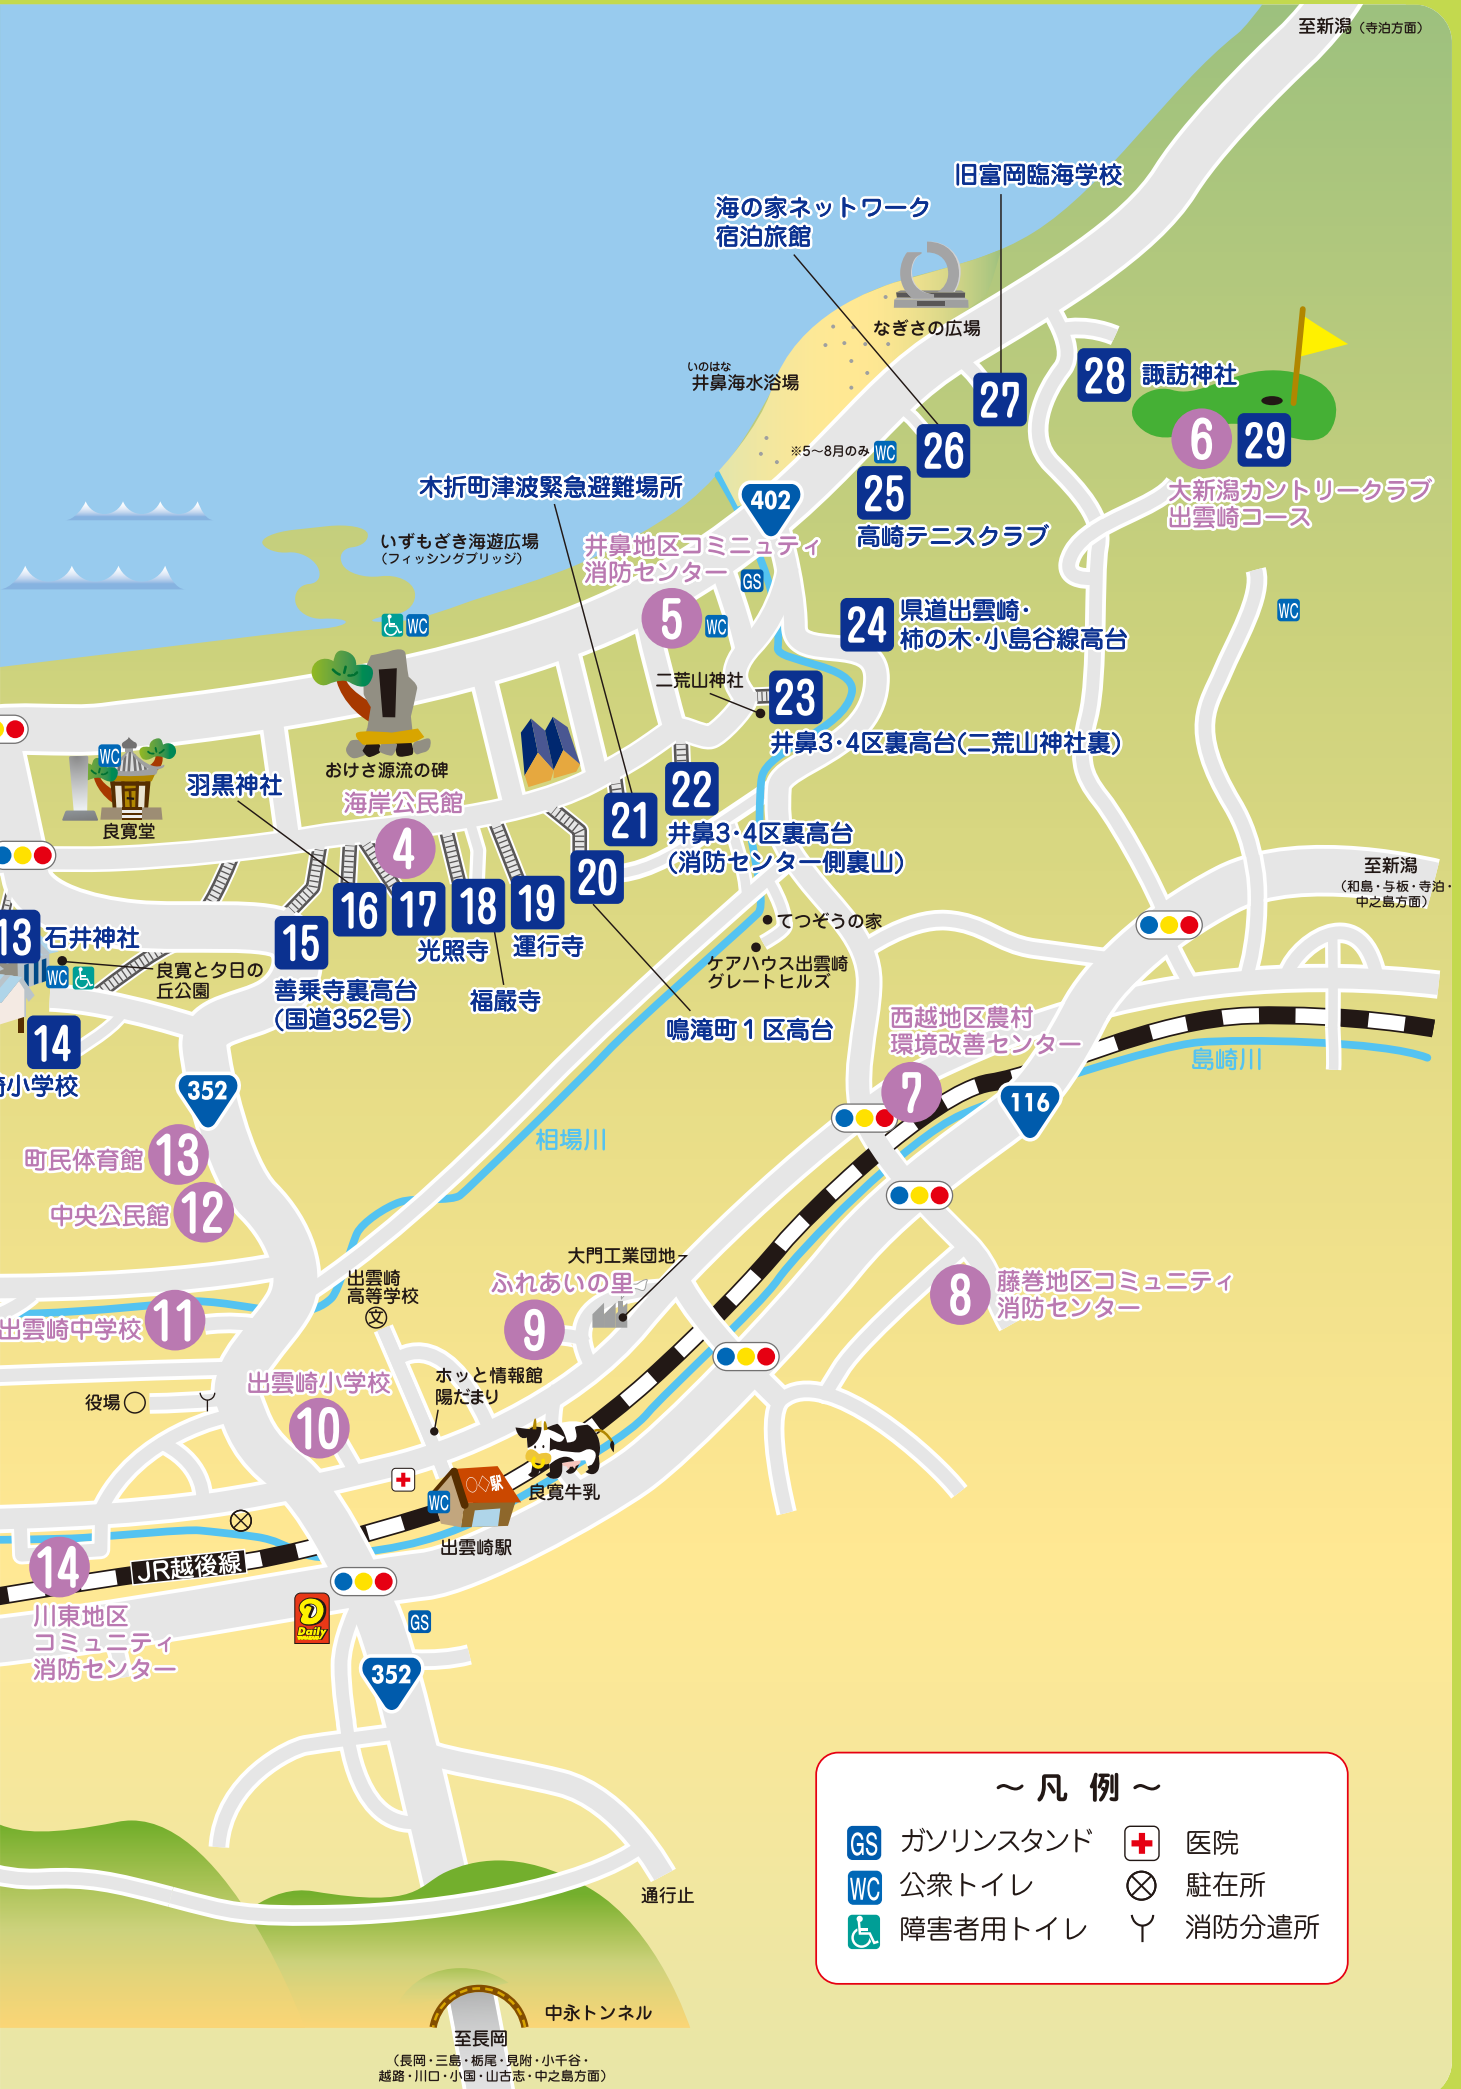 至新潟（寺泊方面）
旧富岡臨海学校
海の家ネットワーク
宿泊旅館
なぎさの広場
いのはな
井鼻海水浴場
27
28
諏訪神社
6
29
大新潟カントリークラブ
出雲崎コース
※5～8月のみ
WC
26
25
高崎テニスクラブ
402
木折町津波緊急避難場所
いずもざき海遊広場
（フィッシングブリッジ）
井鼻地区コミニュティ
消防センター
GS
5
WC
WC
24
県道出雲崎・
柿の木・小島谷線高台
WC
二荒山神社
23
井鼻3・4区裏高台(二荒山神社裏)
WC
良寛堂
おけさ源流の碑
羽黒神社
海岸公民館
4
22
21
井鼻3・4区裏高台
(消防センター側裏山)
20
16
17
18
19
光照寺
運行寺
福厳寺
15
善乗寺裏高台
(国道352号)
13
石井神社
WC
良寛と夕日の
丘公園
14
崎小学校
鳴滝町1区高台
てつぞうの家
ケアハウス出雲崎
グレートヒルズ
至新潟
（和島・与板・寺泊・
中之島方面）
西越地区農村
環境改善センター
7
島崎川
116
352
相場川
町民体育館
13
中央公民館
12
出雲崎中学校
11
出雲崎
高等学校
文
大門工業団地
ふれあいの里
9
8
藤巻地区コミュニティ
消防センター
役場
出雲崎小学校
10
ホッと情報館
陽だまり
WC
○◇駅
良寛牛乳
出雲崎駅
JR越後線
14
川東地区
コミュニティ
消防センター
Daily
GS
352
通行止
中永トンネル
至長岡
（長岡・三島・栃尾・見附・小千谷・
越路・川口・小国・山古志・中之島方面）
～凡 例～
GS ガソリンスタンド
医院
WC 公衆トイレ
駐在所
障害者用トイレ
消防分遣所